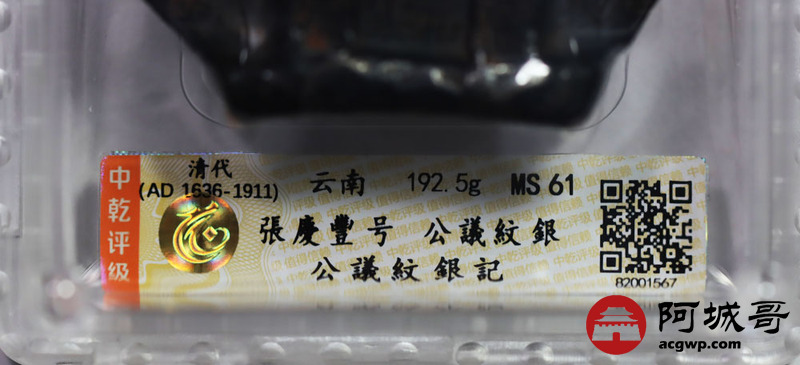 中乾评级
清代
(AD 1636-1911)
云南 192.5g MS 61
張慶豐号 公議紋銀
公議紋銀記
82001567
阿城哥
acgwp.com